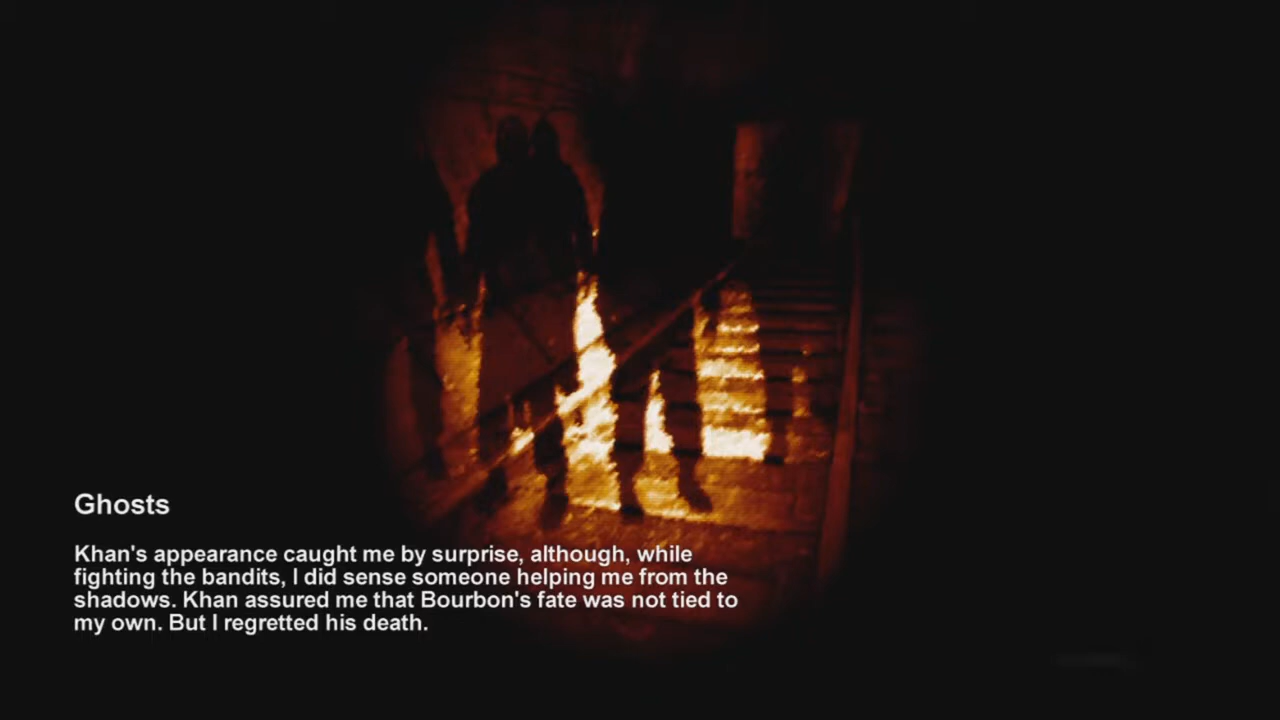 Ghosts
Khan's appearance caught me by surprise, although, while
fighting the bandits, I did sense someone helping me from the
shadows. Khan assured me that Bourbon's fate was not tied to
my own. But I regretted his death.